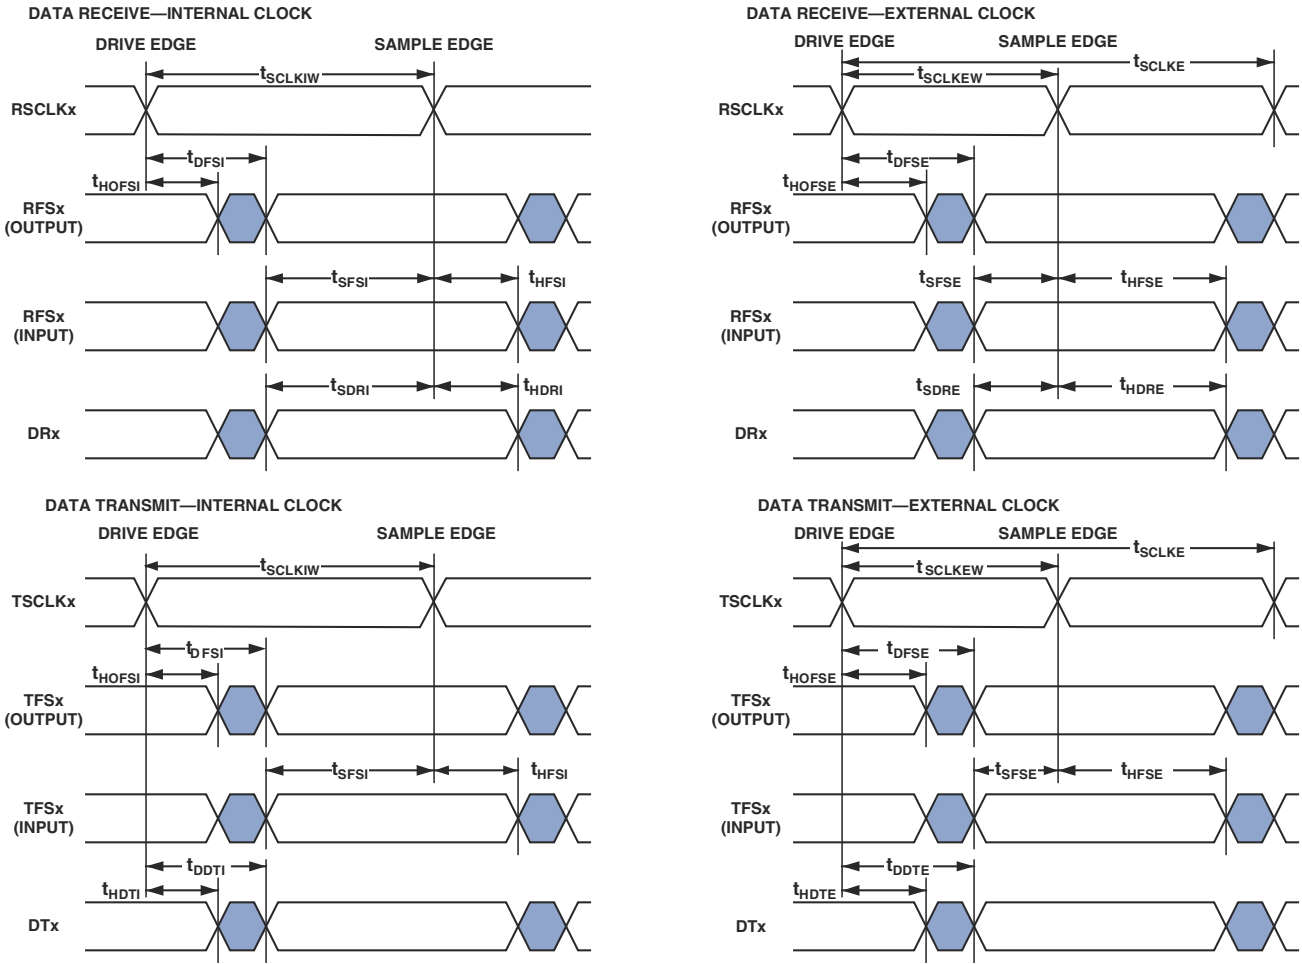 DATA RECEIVE—INTERNAL CLOCK
DRIVE EDGE SAMPLE EDGE
tSCLKIW
RSCLKx
tDFSI
tHOFSI
RFSx
(OUTPUT)
tSFSI tHFSI
RFSx
(INPUT)
tSDRI tHDRI
DRx
DATA RECEIVE—EXTERNAL CLOCK
DRIVE EDGE SAMPLE EDGE
tSCLKE
tSCLKEW
RSCLKx
tDFSE
tHOFSE
RFSx
(OUTPUT)
tSFSE tHFSE
RFSx
(INPUT)
tSDRE tHDRE
DRx
DATA TRANSMIT—INTERNAL CLOCK
DRIVE EDGE SAMPLE EDGE
tSCLKIW
TSCLKx
tDFSI
tHOFSI
TFSx
(OUTPUT)
tSFSI tHFSI
TFSx
(INPUT)
tDDTI
tHDTI
DTx
DATA TRANSMIT—EXTERNAL CLOCK
DRIVE EDGE SAMPLE EDGE
tSCLKE
tSCLKEW
TSCLKx
tDFSE
tHOFSE
TFSx
(OUTPUT)
tSFSE tHFSE
TFSx
(INPUT)
tDDTE
tHDTE
DTx